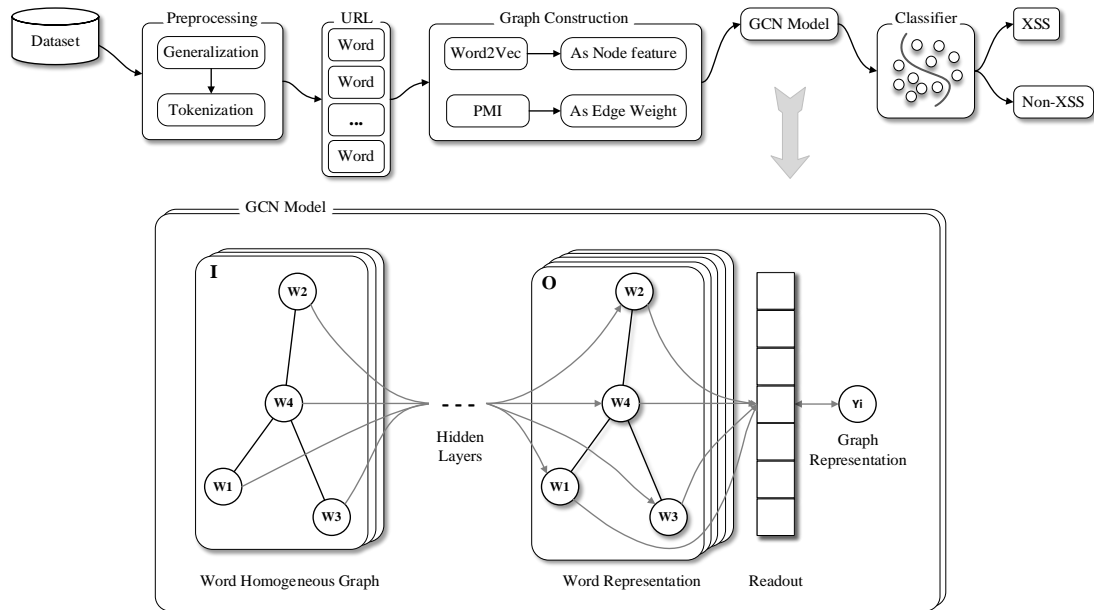 Dataset
Preprocessing
Generalization
Tokenization
URL
Word
Word
...
Word
Graph Construction
Word2Vec
As Node feature
PMI
As Edge Weight
GCN Model
Classifier
XSS
Non-XSS
GCN Model
I
W2
W4
W1
W3
Word Homogeneous Graph
- - -
Hidden
Layers
O
W2
W4
W1
W3
Word Representation
Readout
Yi
Graph
Representation